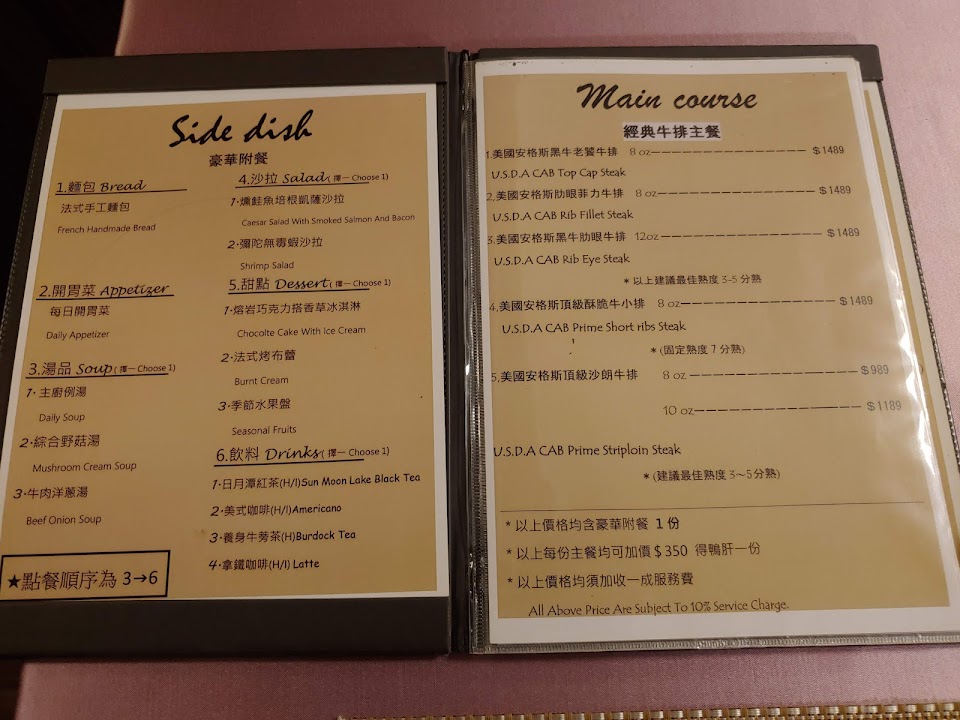 Side dish
豪華附餐
1.麵包 Bread
法式手工麵包
French Handmade Bread
2.開胃菜 Appetizer
每日開胃菜
Daily Appetizer
3.湯品 Soup(擇一 Choose 1)
1·主廚例湯
Daily Soup
2·綜合野菇湯
Mushroom Cream Soup
3·牛肉洋蔥湯
Beef Onion Soup
★點餐順序為 3→6
4.沙拉 Salad(擇一 Choose 1)
1·燻鮭魚培根凱薩沙拉
Caesar Salad With Smoked Salmon And Bacon
2·彌陀無毒蝦沙拉
Shrimp Salad
5.甜點 Dessert(擇一 Choose 1)
1·熔岩巧克力搭香草冰淇淋
Chocolte Cake With Ice Cream
2·法式烤布蕾
Burnt Cream
3·季節水果盤
Seasonal Fruits
6.飲料 Drinks(擇一 Choose 1)
1·日月潭紅茶(H/I)Sun Moon Lake Black Tea
2·美式咖啡(H/I)Americano
3·養身牛蒡茶(H)Burdock Tea
4·拿鐵咖啡(H/I) Latte
Main course
經典牛排主餐
1.美國安格斯黑牛老饕牛排 8 oz——————————————$1489
U.S.D.A CAB Top Cap Steak
2.美國安格斯肋眼菲力牛排 8 oz——————————————$1489
U.S.D.A CAB Rib Fillet Steak
3.美國安格斯黑牛肋眼牛排 12oz——————————————$1489
U.S.D.A CAB Rib Eye Steak
*以上建議最佳熟度 3-5 分熟
4.美國安格斯頂級酥脆牛小排 8 oz——————————————$1489
U.S.D.A CAB Prime Short ribs Steak
*(固定熟度 7 分熟)
5.美國安格斯頂級沙朗牛排 8 oz——————————————$989
10 oz——————————————$1189
U.S.D.A CAB Prime Striploin Steak
*(建議最佳熟度 3～5分熟)
*以上價格均含豪華附餐 1 份
*以上每份主餐均可加價$350 得鴨肝一份
*以上價格均須加收一成服務費
All Above Price Are Subject To 10% Service Charge.